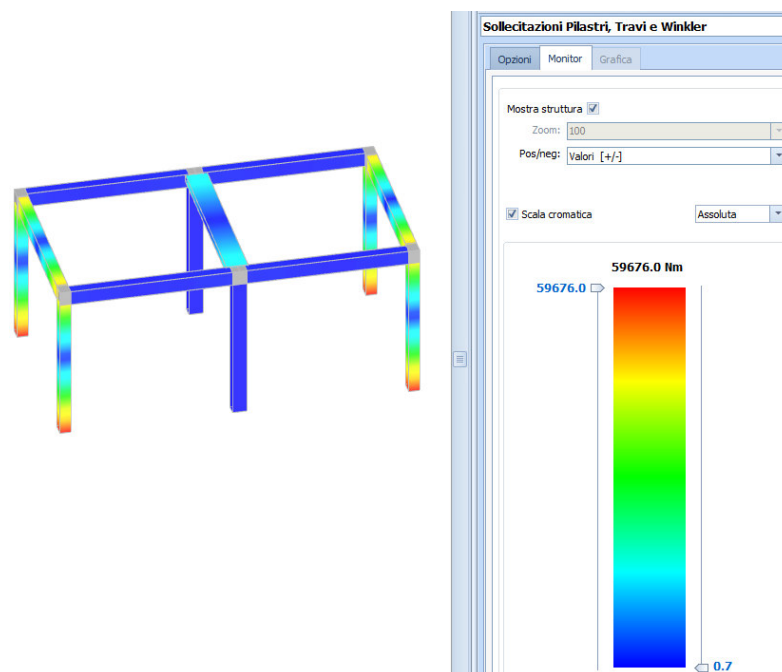 Sollecitazioni Pilastri, Travi e Winkler
Opzioni Monitor Grafica
Mostra struttura
Zoom: 100
Pos/neg: Valori [+/-]
Scala cromatica Assoluta
59676.0 Nm
59676.0
0.7